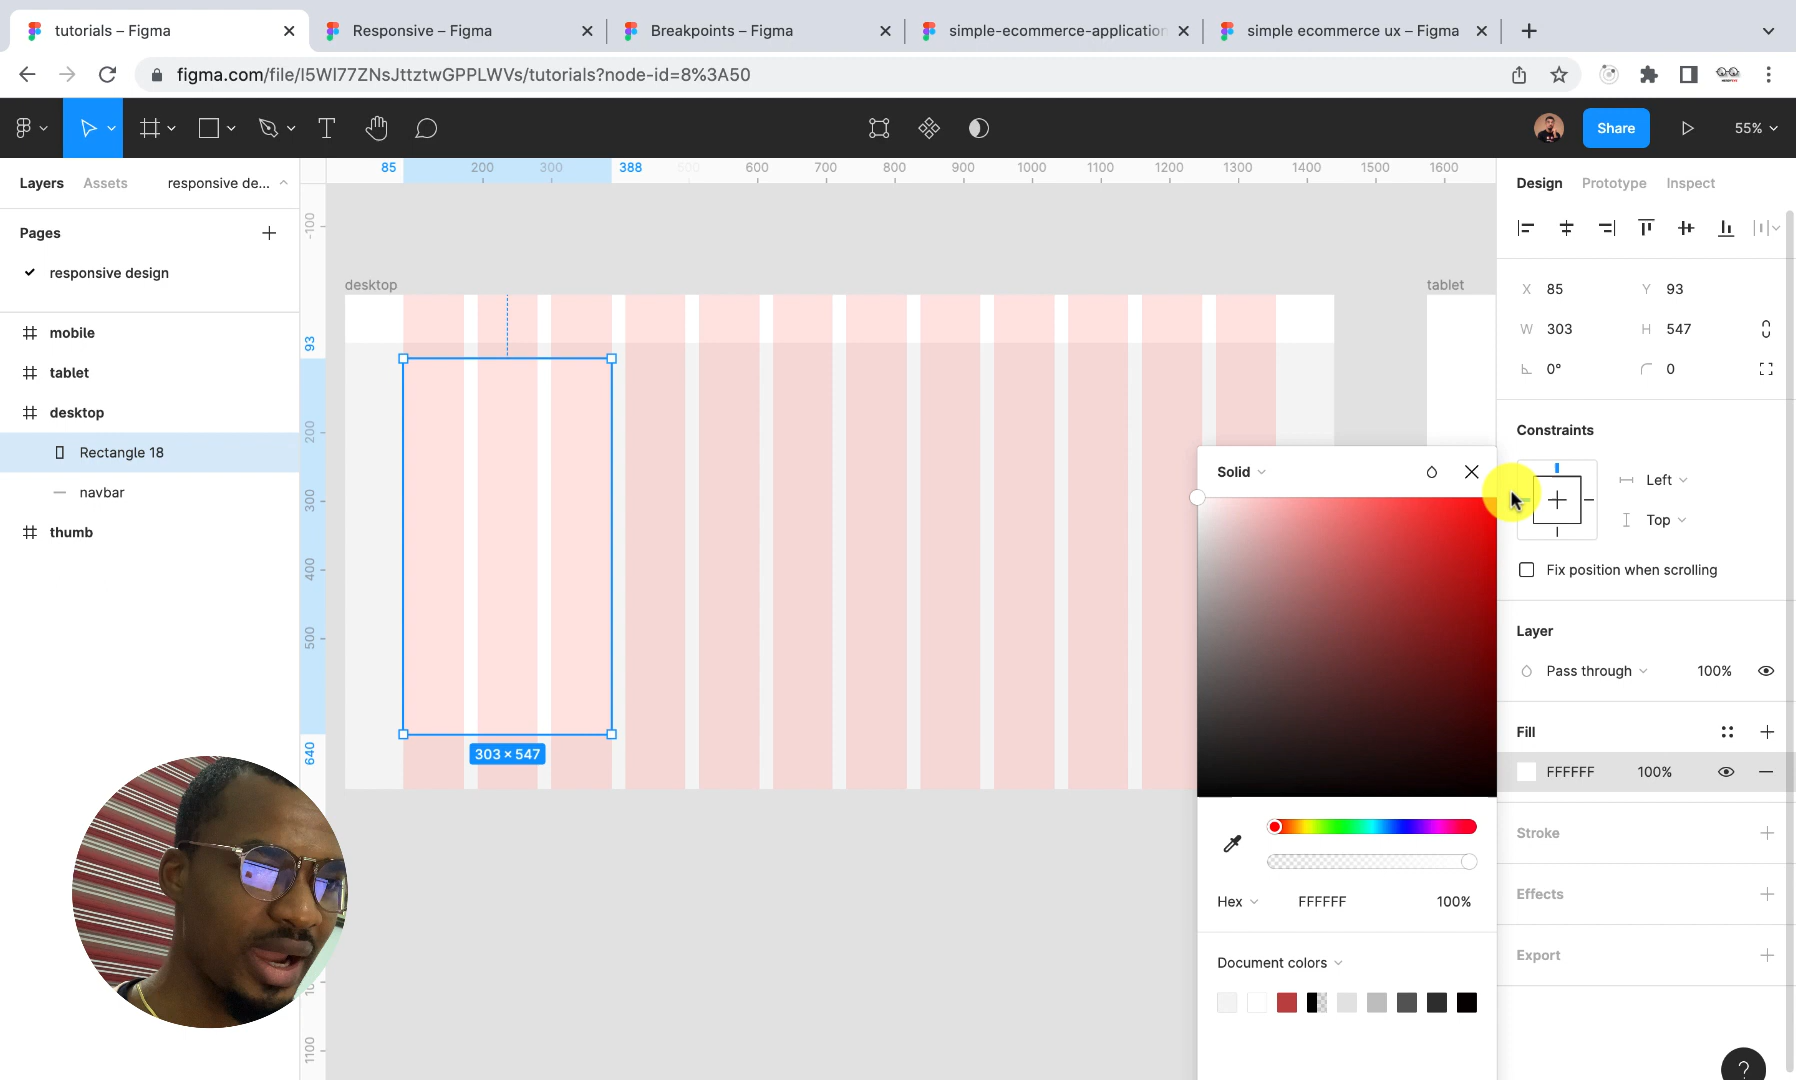 tutorials – Figma
Responsive – Figma
Breakpoints – Figma
simple-ecommerce-application
simple ecommerce ux – Figma
figma.com/file/I5WI77ZNsJttztwGPPLWVs/tutorials?node-id=8%3A50
Share
55%
Layers
Assets
responsive de...
85
200
300
388
500
600
700
800
900
1000
1100
1200
1300
1400
1500
1600
Design
Prototype
Inspect
Pages
responsive design
mobile
tablet
desktop
Rectangle 18
navbar
thumb
-100
93
200
300
400
500
640
1100
desktop
tablet
303 × 547
X 85
Y 93
W 303
H 547
0°
0
Constraints
Left
Top
Fix position when scrolling
Layer
Pass through
100%
Fill
FFFFFF
100%
Stroke
Effects
Export
Solid
Hex
FFFFFF
100%
Document colors
?